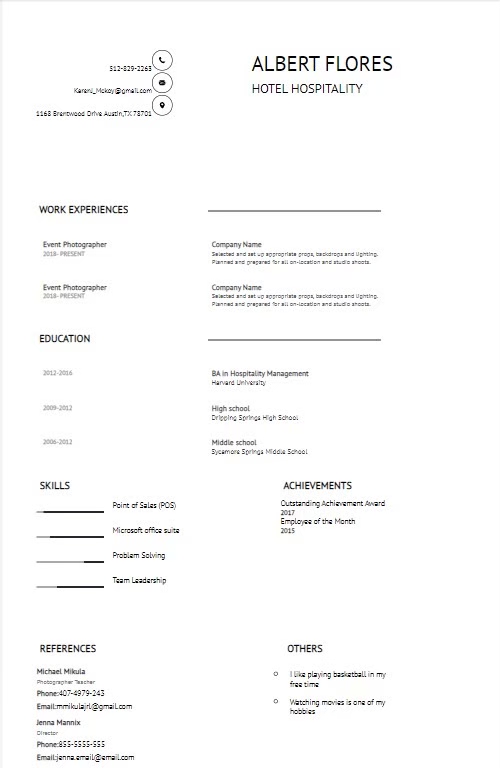 ALBERT FLORES
HOTEL HOSPITALITY
512-829-2263
KarenJ_Mckay@gmail.com
1168 Brentwood Drive Austin,TX 78701
WORK EXPERIENCES
Event Photographer
2018- PRESENT
Company Name
Selected and set up appropriate props, backdrops and lighting.
Planned and prepared for all on-location and studio shoots.
Event Photographer
2018- PRESENT
Company Name
Selected and set up appropriate props, backdrops and lighting.
Planned and prepared for all on-location and studio shoots.
EDUCATION
2012-2016
BA in Hospitality Management
Harvard University
2009-2012
High school
Dripping Springs High School
2006-2012
Middle school
Sycamore Springs Middle School
SKILLS
Point of Sales (POS)
Microsoft office suite
Problem Solving
Team Leadership
ACHIEVEMENTS
Outstanding Achievement Award
2017
Employee of the Month
2015
REFERENCES
Michael Mikula
Photographer Teacher
Phone:407-4979-243
Email:mmikulajrl@gmail.com
Jenna Mannix
Director
Phone:855-5555-555
Email:jenna.email@email.com
OTHERS
I like playing basketball in my
free time
Watching movies is one of my
hobbies